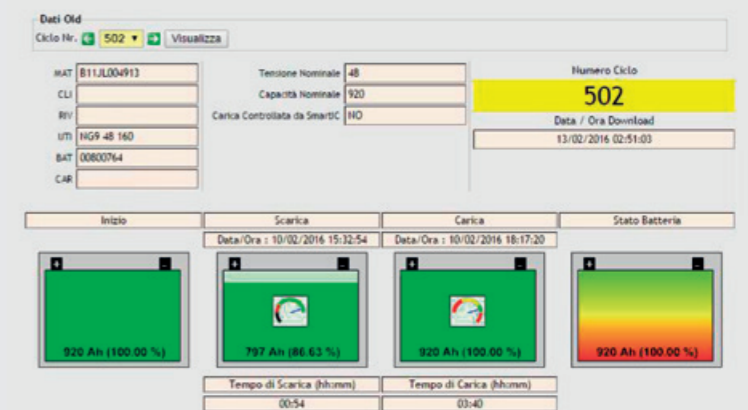 Dati Old
Ciclo Nr. 502 Visualizza
MAT B11JL004913
CLI
RIV
UTI NG9 48 160
BAT 00800764
CAR
Tensione Nominale 48
Capacità Nominale 920
Carica Controllata da SmartIC NO
Numero Ciclo
502
Data / Ora Download
13/02/2016 02:51:03
Inizio Scarica Carica Stato Batteria
Data/Ora : 10/02/2016 15:32:54 Data/Ora : 10/02/2016 18:17:20
+ - + - + - + -
920 Ah (100.00 %) 797 Ah (86.63 %) 920 Ah (100.00 %) 920 Ah (100.00 %)
Tempo di Scarica (hh:mm) Tempo di Carica (hh:mm)
00:54 03:40